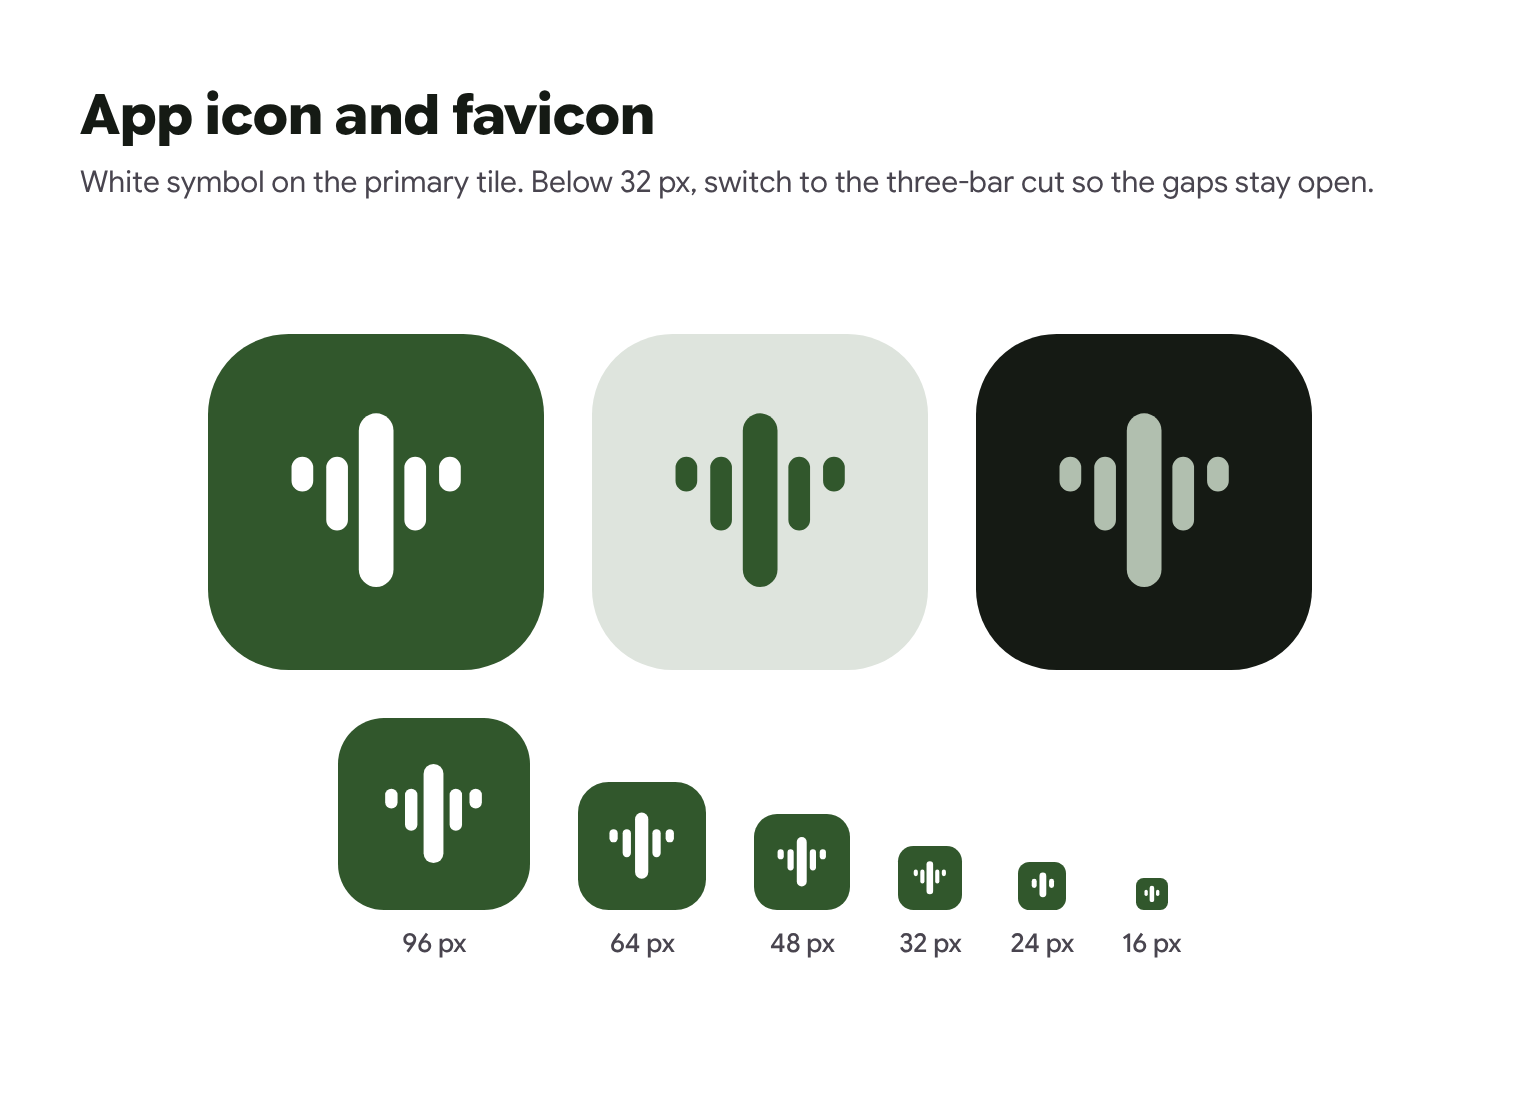 App icon and favicon
White symbol on the primary tile. Below 32 px, switch to the three-bar cut so the gaps stay open.
96 px
64 px
48 px
32 px
24 px
16 px